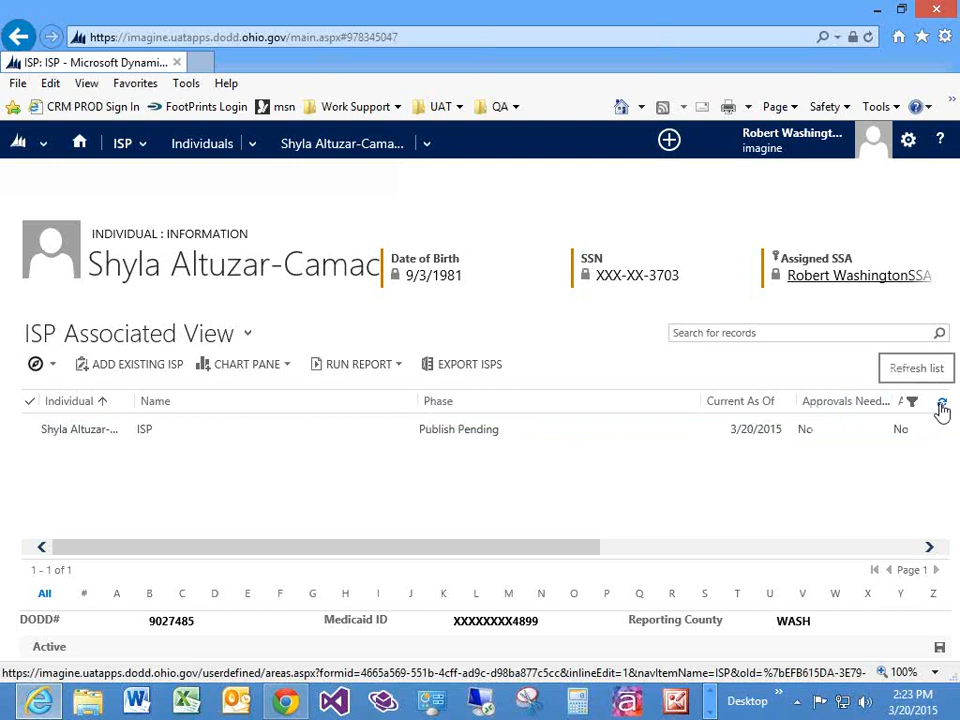 https://imagine.uatapps.dodd.ohio.gov/main.aspx#978345047
ISP: ISP - Microsoft Dynami...
File Edit View Favorites Tools Help
CRM PROD Sign In FootPrints Login msn Work Support UAT QA Page Safety Tools
ISP Individuals Shyla Altuzar-Cama... Robert Washingt...
imagine
INDIVIDUAL : INFORMATION
Shyla Altuzar-Camac
Date of Birth SSN Assigned SSA
9/3/1981 XXX-XX-3703 Robert WashingtonSSA
ISP Associated View Search for records
ADD EXISTING ISP CHART PANE RUN REPORT EXPORT ISPS Refresh list
Individual Name Phase Current As Of Approvals Need... A
Shyla Altuzar-... ISP Publish Pending 3/20/2015 No No
1 - 1 of 1 Page 1
All # A B C D E F G H I J K L M N O P Q R S T U V W X Y Z
DODD# 9027485 Medicaid ID XXXXXXXX4899 Reporting County WASH
Active
https://imagine.uatapps.dodd.ohio.gov/userdefined/areas.aspx?formid=4665a569-551b-4cff-ad9c-d98ba877c5cc&inlineEdit=1&navItemName=ISP&oId=%7bEFB615DA-3E79- 100%
Desktop 2:23 PM
3/20/2015